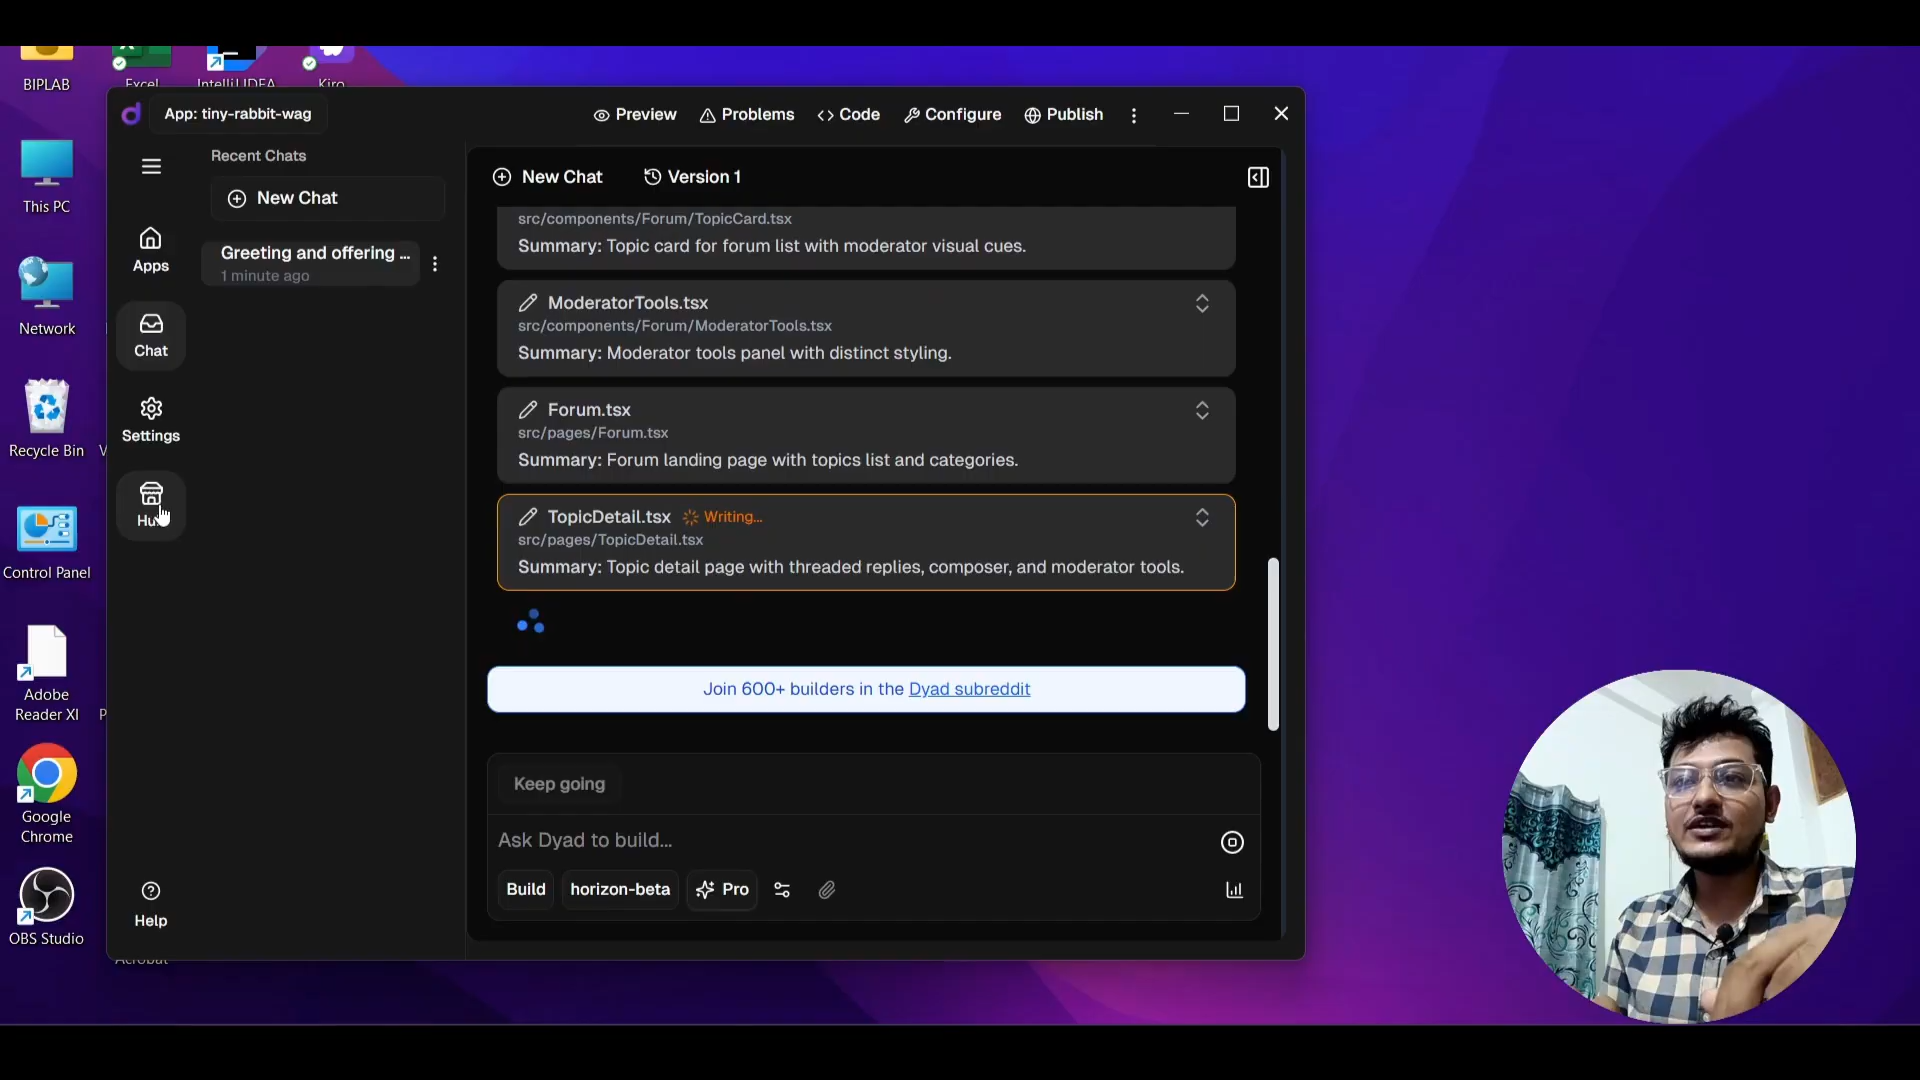 BIPLAB
Excel
IntelliJ IDEA
Kiro
This PC
Network
Recycle Bin
Control Panel
Adobe
Reader XI
Google
Chrome
OBS Studio
App: tiny-rabbit-wag
Preview
Problems
Code
Configure
Publish
Apps
Chat
Settings
Help
Recent Chats
New Chat
Greeting and offering ...
1 minute ago
New Chat
Version 1
src/components/Forum/TopicCard.tsx
Summary: Topic card for forum list with moderator visual cues.
ModeratorTools.tsx
src/components/Forum/ModeratorTools.tsx
Summary: Moderator tools panel with distinct styling.
Forum.tsx
src/pages/Forum.tsx
Summary: Forum landing page with topics list and categories.
TopicDetail.tsx Writing...
src/pages/TopicDetail.tsx
Summary: Topic detail page with threaded replies, composer, and moderator tools.
Join 600+ builders in the Dyad subreddit
Keep going
Ask Dyad to build...
Build
horizon-beta
Pro